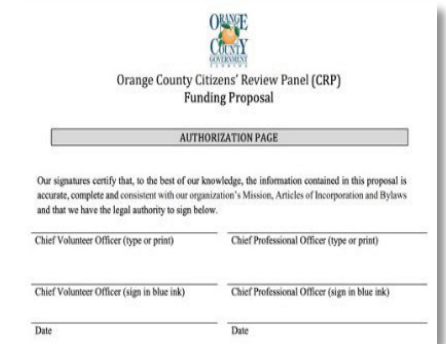 ORANGE
COUNTY
GOVERNMENT
FLORIDA
Orange County Citizens' Review Panel (CRP)
Funding Proposal
AUTHORIZATION PAGE
Our signatures certify that, to the best of our knowledge, the information contained in this proposal is
accurate, complete and consistent with our organization's Mission, Articles of Incorporation and Bylaws
and that we have the legal authority to sign below.
Chief Volunteer Officer (type or print) Chief Professional Officer (type or print)
Chief Volunteer Officer (sign in blue ink) Chief Professional Officer (sign in blue ink)
Date Date